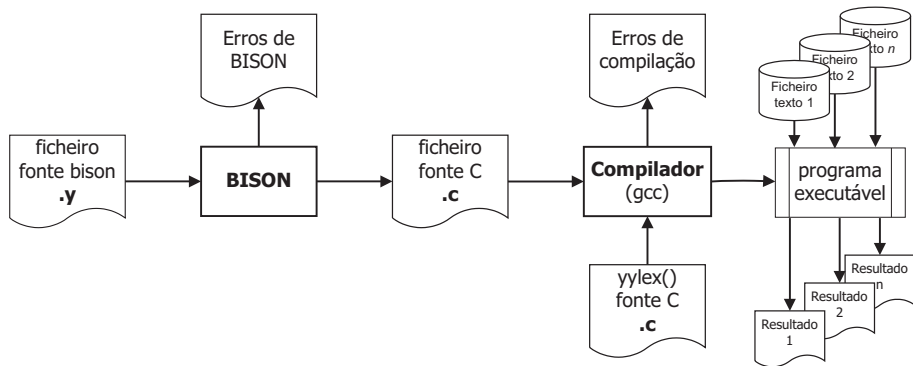 Erros de
BISON
Erros de
compilação
Ficheiro
texto n
Ficheiro
texto 2
Ficheiro
texto 1
ficheiro
fonte bison
.y
BISON
ficheiro
fonte C
.c
Compilador
(gcc)
programa
executável
yylex()
fonte C
.c
Resultado
n
Resultado
2
Resultado
1